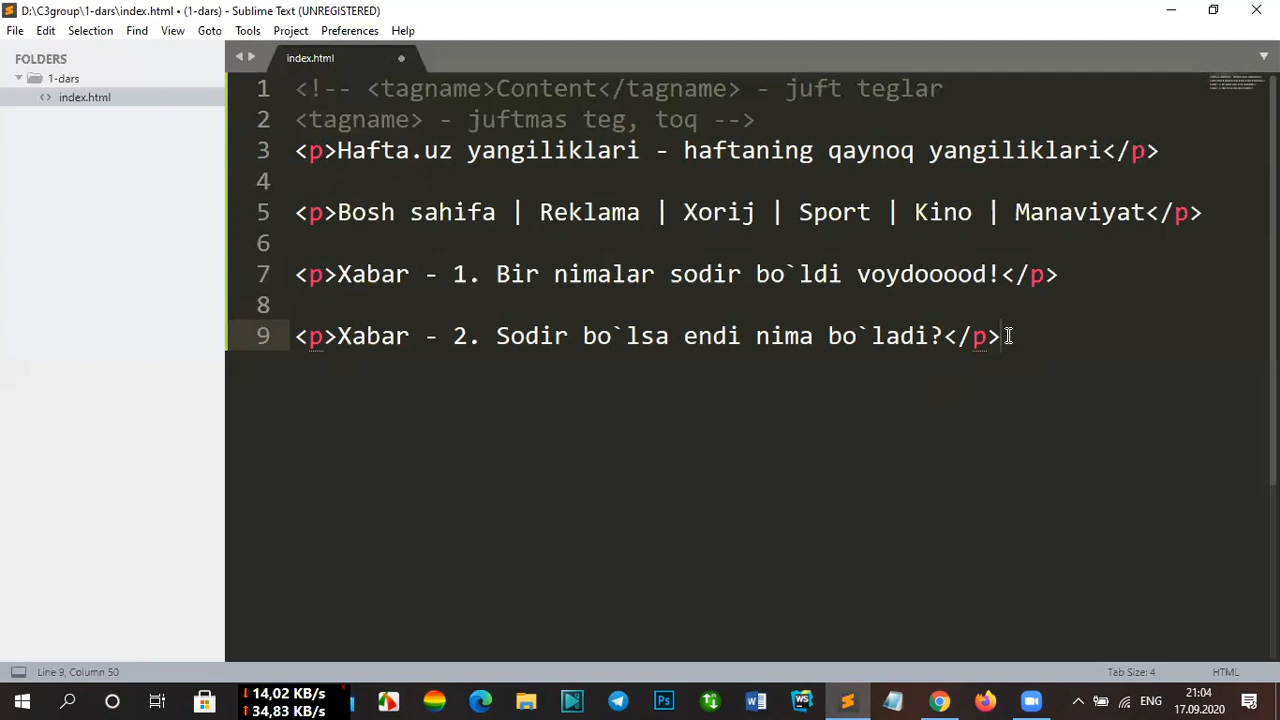 D:\C3group\1-dars\index.html • (1-dars) - Sublime Text (UNREGISTERED)
File Edit Selection Find View Goto Tools Project Preferences Help
FOLDERS
1-dars
<> index.html
index.html
1 <!-- <tagname>Content</tagname> - juft teglar
2 <tagname> - juftmas teg, toq -->
3 <p>Hafta.uz yangiliklari - haftaning qaynoq yangiliklari</p>
4
5 <p>Bosh sahifa | Reklama | Xorij | Sport | Kino | Manaviyat</p>
6
7 <p>Xabar - 1. Bir nimalar sodir bo`ldi voydooood!</p>
8
9 <p>Xabar - 2. Sodir bo`lsa endi nima bo`ladi?</p>
Line 9, Column 50
Tab Size: 4
HTML
14,02 KB/s
34,83 KB/s
ENG
21:04
17.09.2020